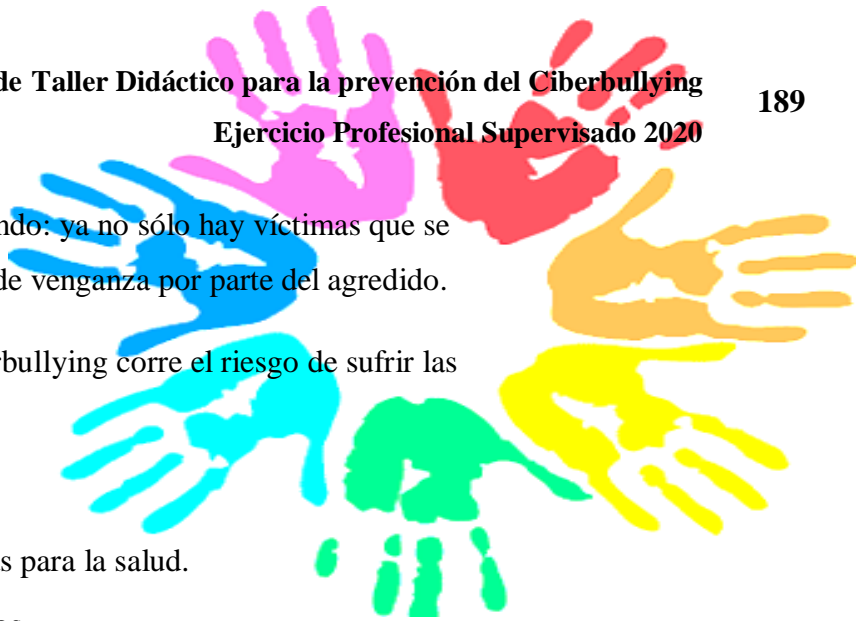 de Taller Didáctico para la prevención del Ciberbullying
189
Ejercicio Profesional Supervisado 2020
ndo: ya no sólo hay víctimas que se
de venganza por parte del agredido.
rbullying corre el riesgo de sufrir las
s para la salud.